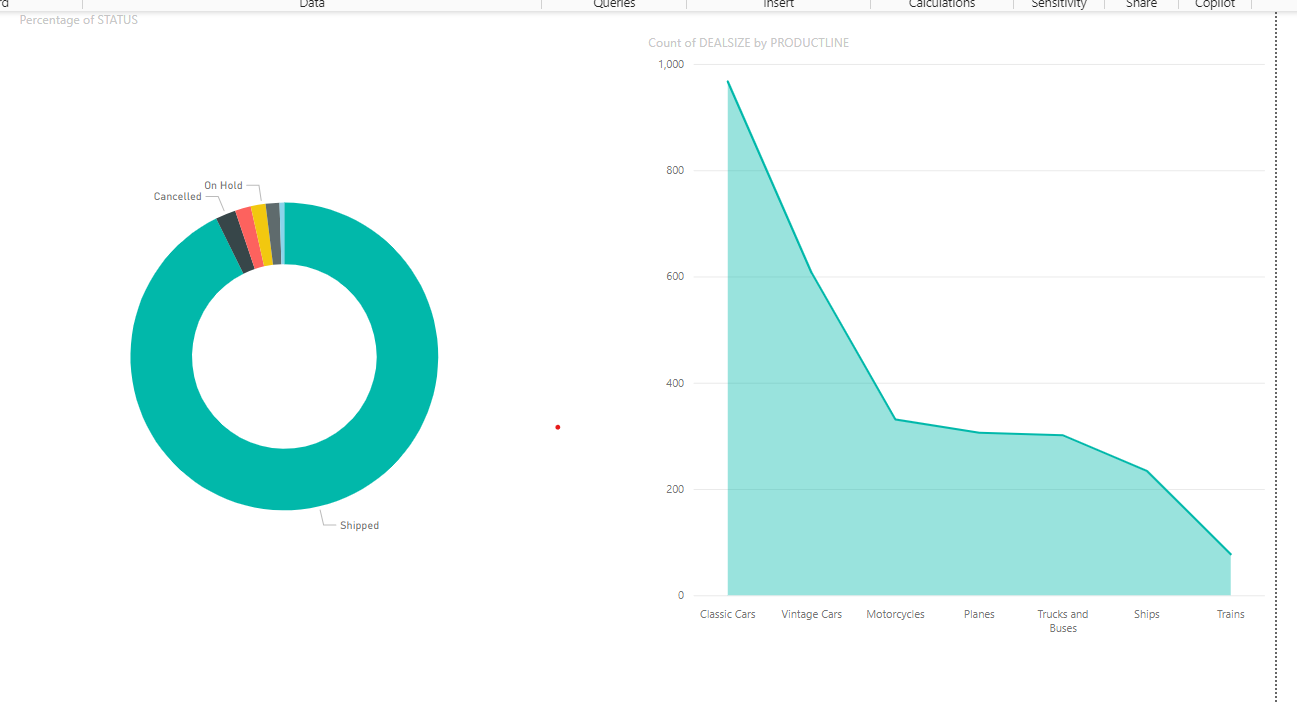 Data
Queries
Insert
Calculations
Sensitivity
Share
Copilot
Percentage of STATUS
On Hold
Cancelled
Shipped
Count of DEALSIZE by PRODUCTLINE
1,000
800
600
400
200
0
Classic Cars
Vintage Cars
Motorcycles
Planes
Trucks and
Buses
Ships
Trains